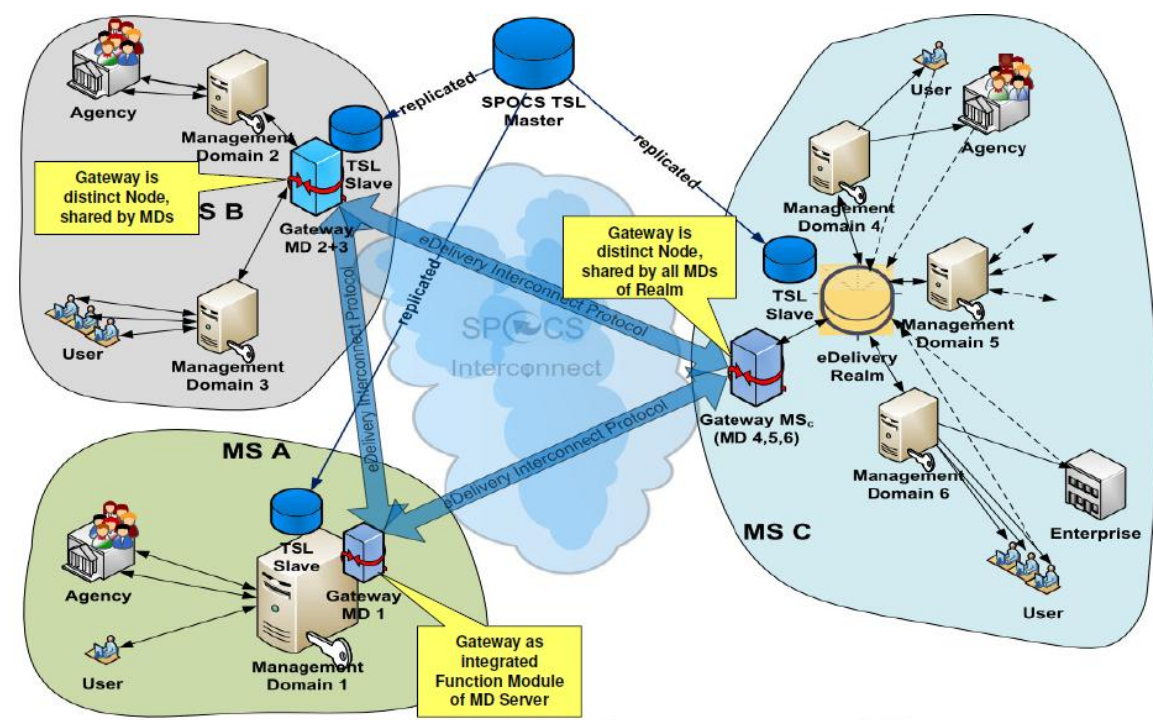 Agency
Management
Domain 2
replicated
SPOCS TSL
Master
TSL
Slave
Gateway is
distinct Node,
shared by MDs
S B
Gateway
MD 2+3
User
Management
Domain 3
eDelivery Interconnect Protocol
eDelivery Interconnect Protocol
eDelivery Interconnect Protocol
replicated
replicated
SPOCS
Interconnect
Gateway is
distinct Node,
shared by all MDs
of Realm
User
Agency
Management
Domain 4
TSL
Slave
Management
Domain 5
eDelivery
Realm
Gateway MSc
(MD 4,5,6)
Management
Domain 6
Enterprise
MS C
User
MS A
TSL
Slave
Agency
Gateway
MD 1
User
Management
Domain 1
Gateway as
integrated
Function Module
of MD Server